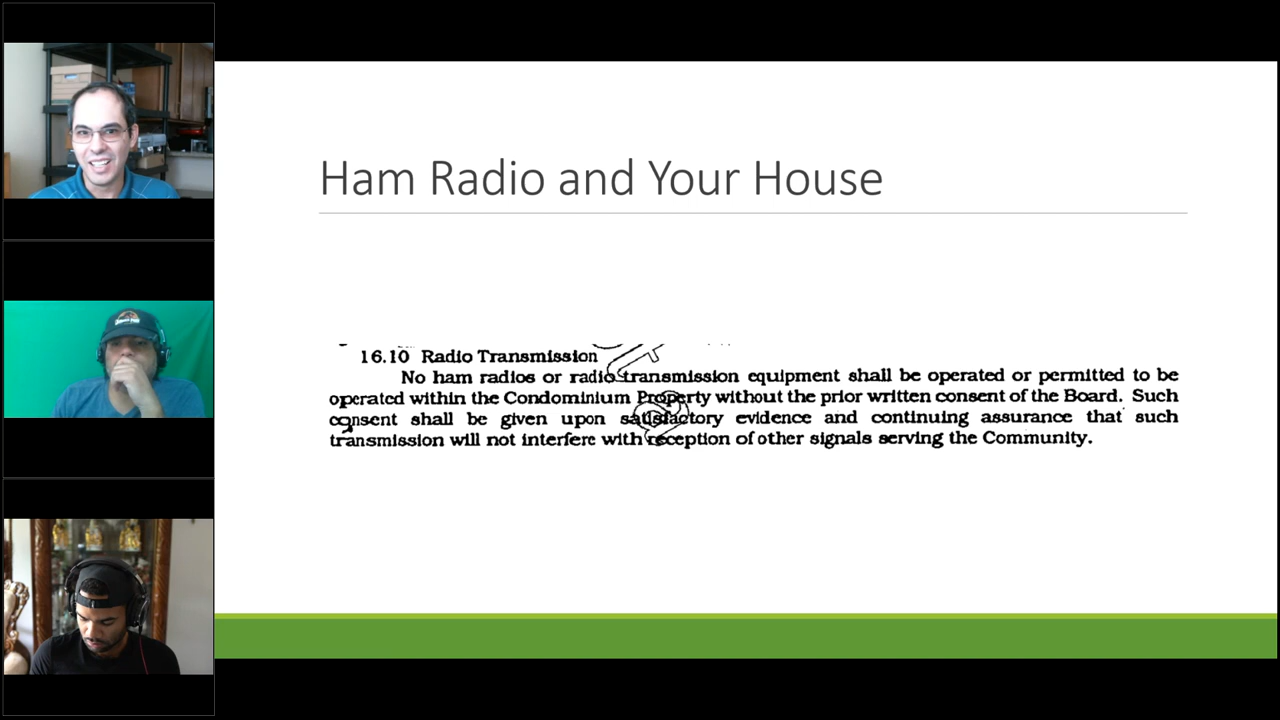 Ham Radio and Your House
16.10 Radio Transmission
No ham radios or radio transmission equipment shall be operated or permitted to be
operated within the Condominium Property without the prior written consent of the Board. Such
consent shall be given upon satisfactory evidence and continuing assurance that such
transmission will not interfere with reception of other signals serving the Community.